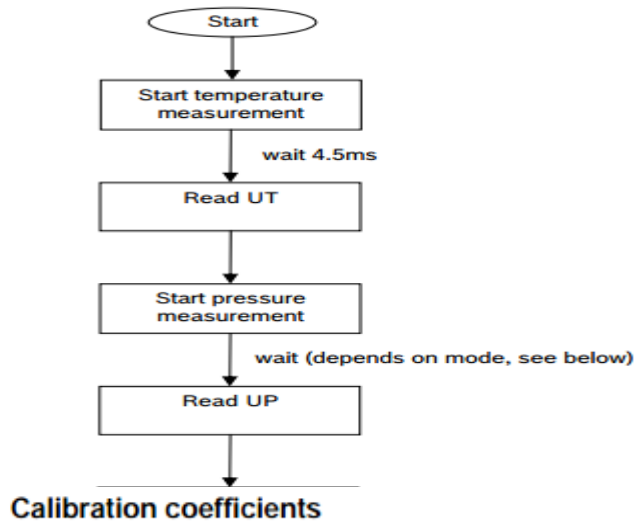 Start
Start temperature
measurement
wait 4.5ms
Read UT
Start pressure
measurement
wait (depends on mode, see below)
Read UP
Calibration coefficients